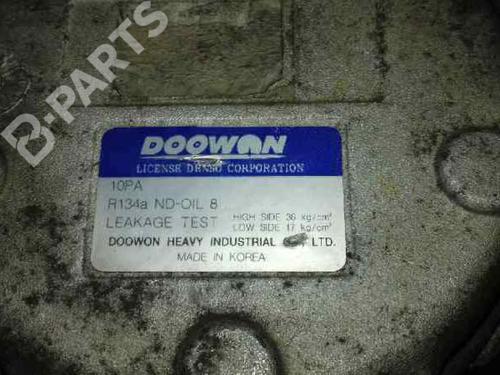 B-PARTS
DOOWON
LICENSE DENSO CORPORATION
10PA
R134a ND-OIL 8
LEAKAGE TEST HIGH SIDE 36 kg/cm²
LOW SIDE 17 kg/cm²
DOOWON HEAVY INDUSTRIAL LTD.
MADE IN KOREA